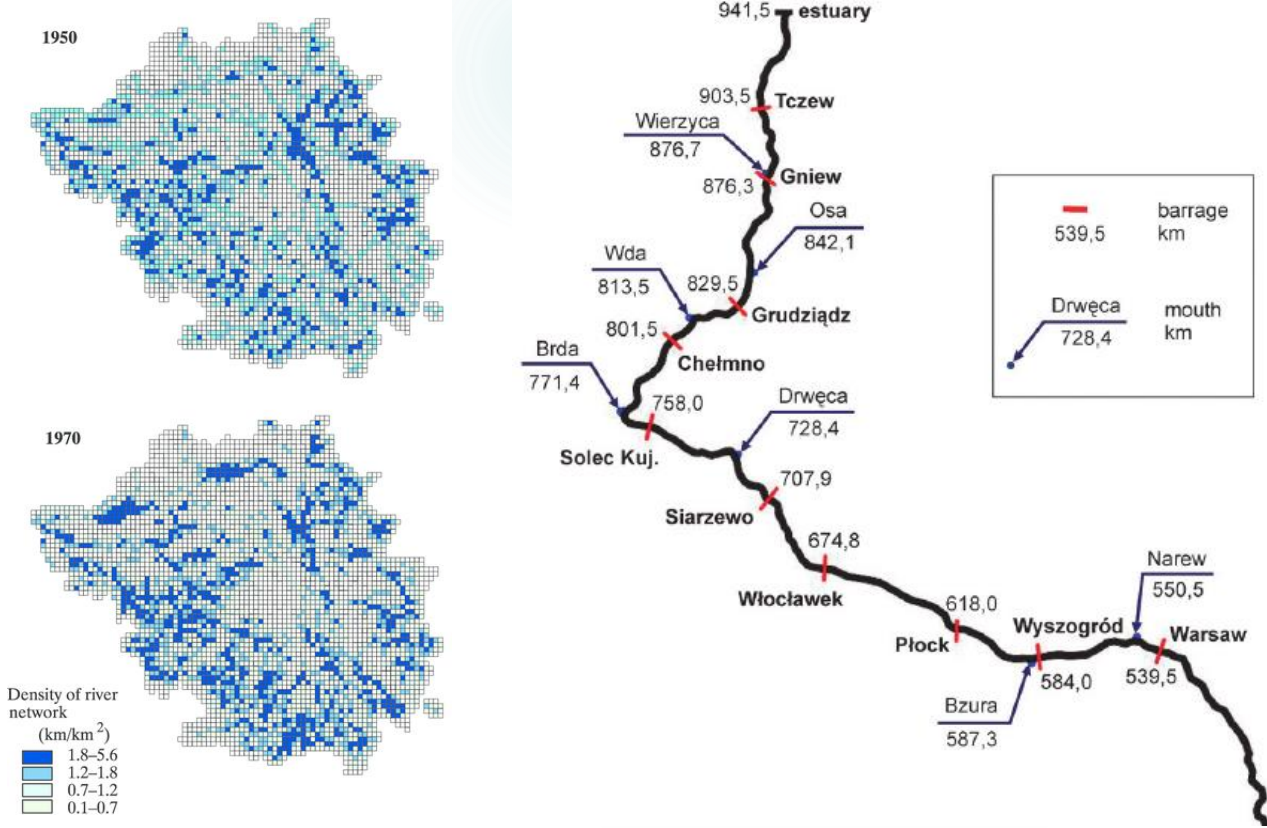 1950
1970
Density of river
network
(km/km²)
1.8–5.6
1.2–1.8
0.7–1.2
0.1–0.7
941,5 estuary
903,5 Tczew
Wierzyca
876,7
876,3 Gniew
Osa
842,1
Wda
813,5
829,5
Grudziądz
801,5
Chełmno
Brda
771,4
758,0
Solec Kuj.
Drwęca
728,4
707,9
Siarzewo
674,8
Włocławek
618,0
Płock
Wyszogród
584,0
Bzura
587,3
Narew
550,5
Warsaw
539,5
barrage
539,5 km
Drwęca mouth
728,4 km